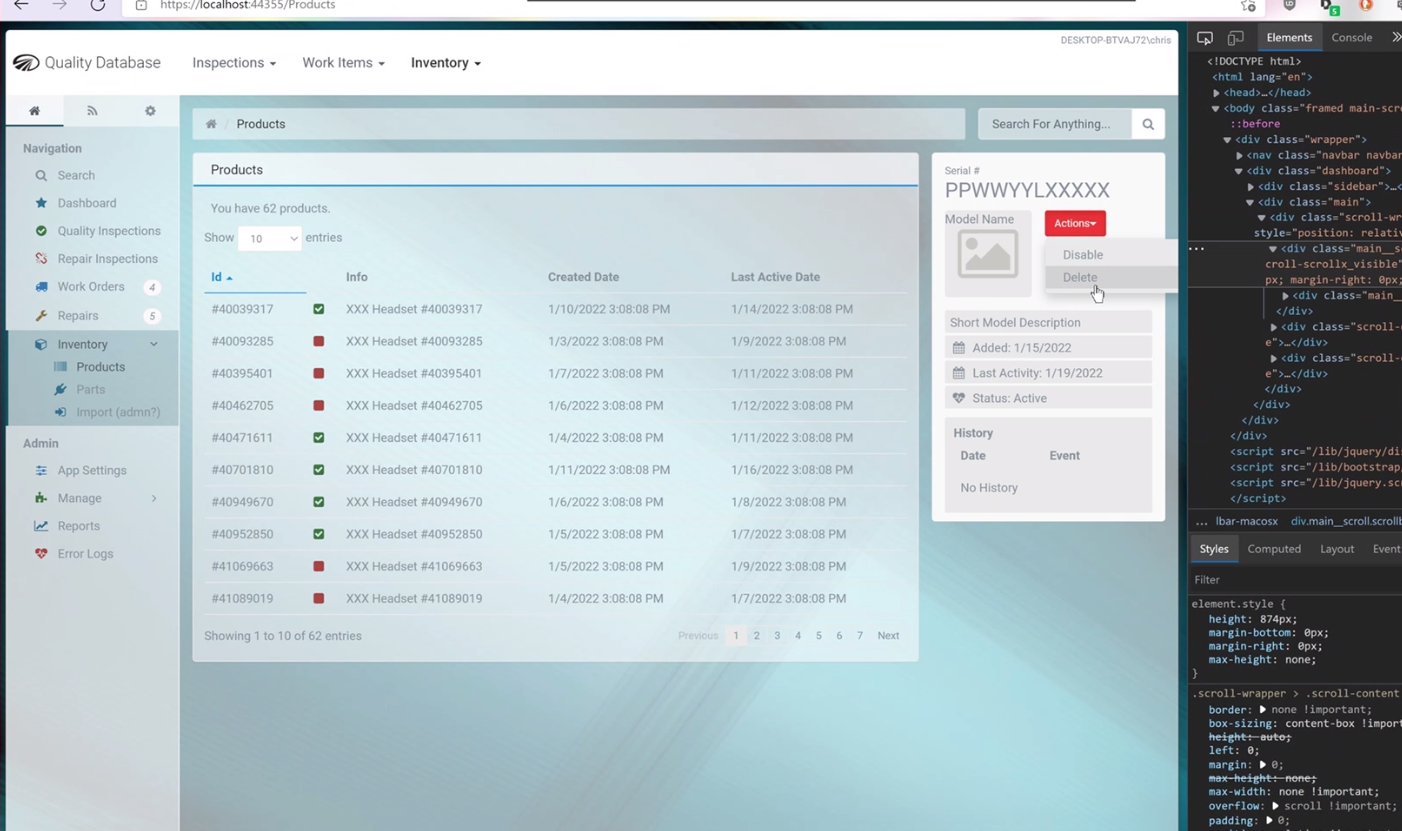 https://localhost:44355/Products
DESKTOP-BTVAJ72\chris
Quality Database
Inspections
Work Items
Inventory
Navigation
Search
Dashboard
Quality Inspections
Repair Inspections
Work Orders 4
Repairs 5
Inventory
Products
Parts
Import (admn?)
Admin
App Settings
Manage
Reports
Error Logs
/ Products
Search For Anything...
Products
You have 62 products.
Show 10 entries
Id Info Created Date Last Active Date
#40039317 XXX Headset #40039317 1/10/2022 3:08:08 PM 1/14/2022 3:08:08 PM
#40093285 XXX Headset #40093285 1/3/2022 3:08:08 PM 1/9/2022 3:08:08 PM
#40395401 XXX Headset #40395401 1/7/2022 3:08:08 PM 1/11/2022 3:08:08 PM
#40462705 XXX Headset #40462705 1/6/2022 3:08:08 PM 1/12/2022 3:08:08 PM
#40471611 XXX Headset #40471611 1/4/2022 3:08:08 PM 1/11/2022 3:08:08 PM
#40701810 XXX Headset #40701810 1/11/2022 3:08:08 PM 1/16/2022 3:08:08 PM
#40949670 XXX Headset #40949670 1/6/2022 3:08:08 PM 1/8/2022 3:08:08 PM
#40952850 XXX Headset #40952850 1/5/2022 3:08:08 PM 1/7/2022 3:08:08 PM
#41069663 XXX Headset #41069663 1/5/2022 3:08:08 PM 1/9/2022 3:08:08 PM
#41089019 XXX Headset #41089019 1/4/2022 3:08:08 PM 1/7/2022 3:08:08 PM
Showing 1 to 10 of 62 entries
Previous 1 2 3 4 5 6 7 Next
Serial #
PPWWYYLXXXXX
Model Name
Actions
Disable
Delete
Short Model Description
Added: 1/15/2022
Last Activity: 1/19/2022
Status: Active
History
Date Event
No History
Elements Console
<!DOCTYPE html>
<html lang="en">
<head>…</head>
<body class="framed main-scr
::before
<div class="wrapper">
<nav class="navbar navbar
<div class="dashboard">
<div class="sidebar">…<
<div class="main">
<div class="scroll-wr
style="position: relativ
<div class="main__s
croll-scrollx_visible"
px; margin-right: 0px;
<div class="main_
</div>
<div class="scroll-
e">…</div>
<div class="scroll-
e">…</div>
</div>
</div>
</div>
</div>
<script src="/lib/jquery/di
<script src="/lib/bootstrap,
<script src="/lib/jquery.sc
</script>
... lbar-macosx div.main__scroll.scroll
Styles Computed Layout Event
Filter
element.style {
height: 874px;
margin-bottom: 0px;
margin-right: 0px;
max-height: none;
}
.scroll-wrapper > .scroll-content
border: none !important;
box-sizing: content-box !impor
height: auto;
left: 0;
margin: 0;
max-height: none;
max-width: none !important;
overflow: scroll !important;
padding: 0;